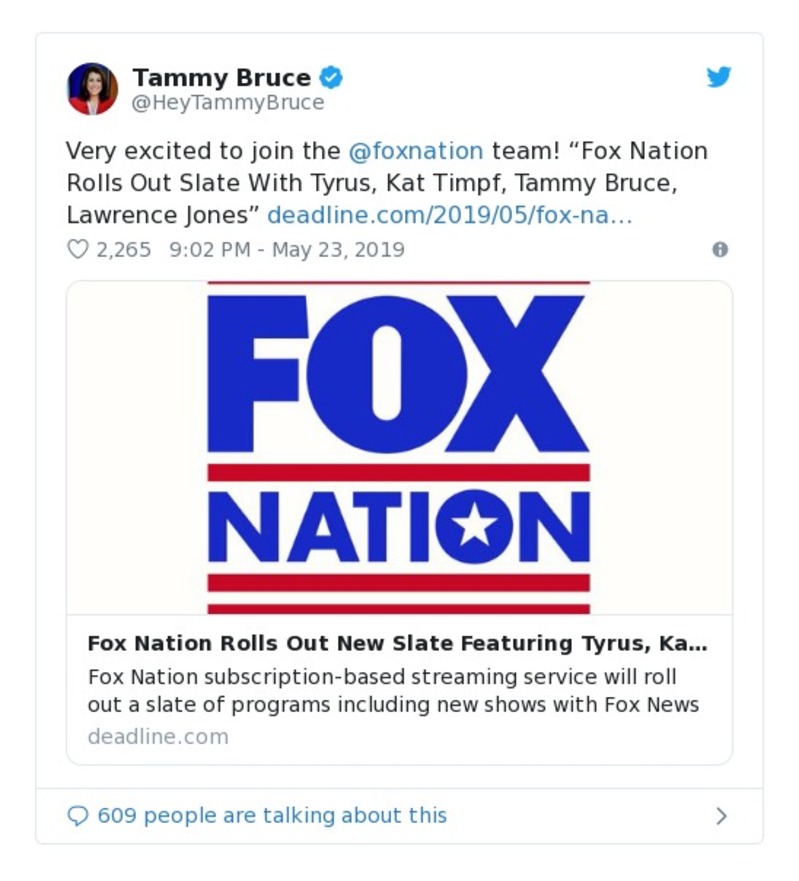 Tammy Bruce
@HeyTammyBruce
Very excited to join the @foxnation team! “Fox Nation
Rolls Out Slate With Tyrus, Kat Timpf, Tammy Bruce,
Lawrence Jones” deadline.com/2019/05/fox-na…
2,265 9:02 PM - May 23, 2019
FOX
NATION
Fox Nation Rolls Out New Slate Featuring Tyrus, Ka…
Fox Nation subscription-based streaming service will roll
out a slate of programs including new shows with Fox News
deadline.com
609 people are talking about this